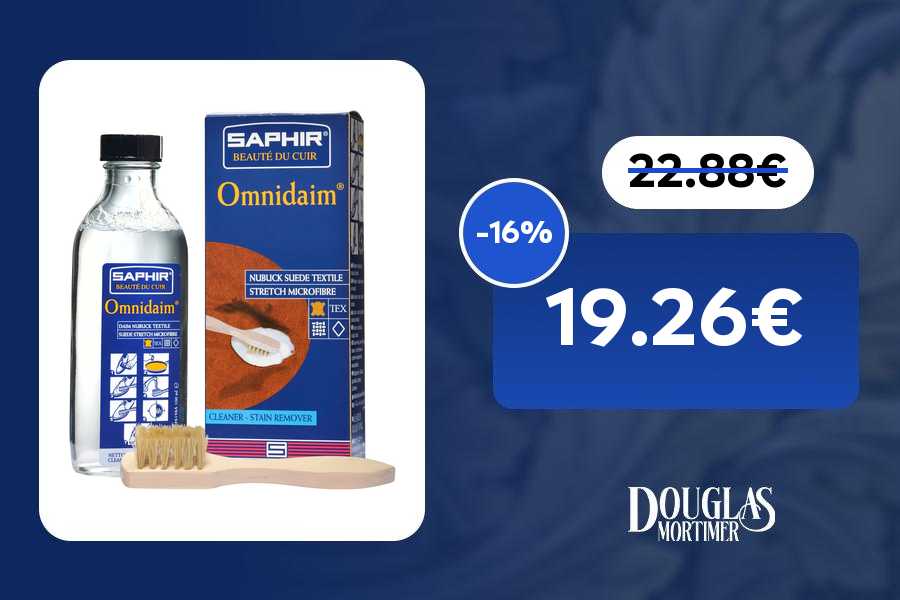 SAPHIR®
BEAUTÉ DU CUIR
Omnidaim®
NUBUCK SUEDE TEXTILE
STRETCH MICROFIBRE
TEX
CLEANER - STAIN REMOVER
S
SAPHIR®
BEAUTÉ DU CUIR
Omnidaim®
DAIM NUBUCK TEXTILE
SUEDE STRETCH MICROFIBRE
TEX
22.88€
-16%
19.26€
DOUGLAS
MORTIMER